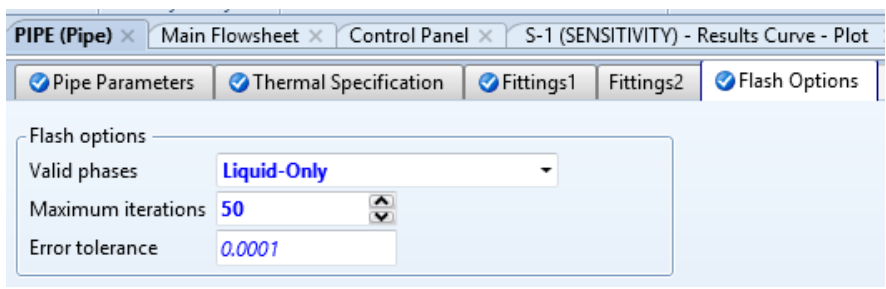 PIPE (Pipe) Main Flowsheet Control Panel S-1 (SENSITIVITY) - Results Curve - Plot
Pipe Parameters Thermal Specification Fittings1 Fittings2 Flash Options
Flash options
Valid phases Liquid-Only
Maximum iterations 50
Error tolerance 0.0001